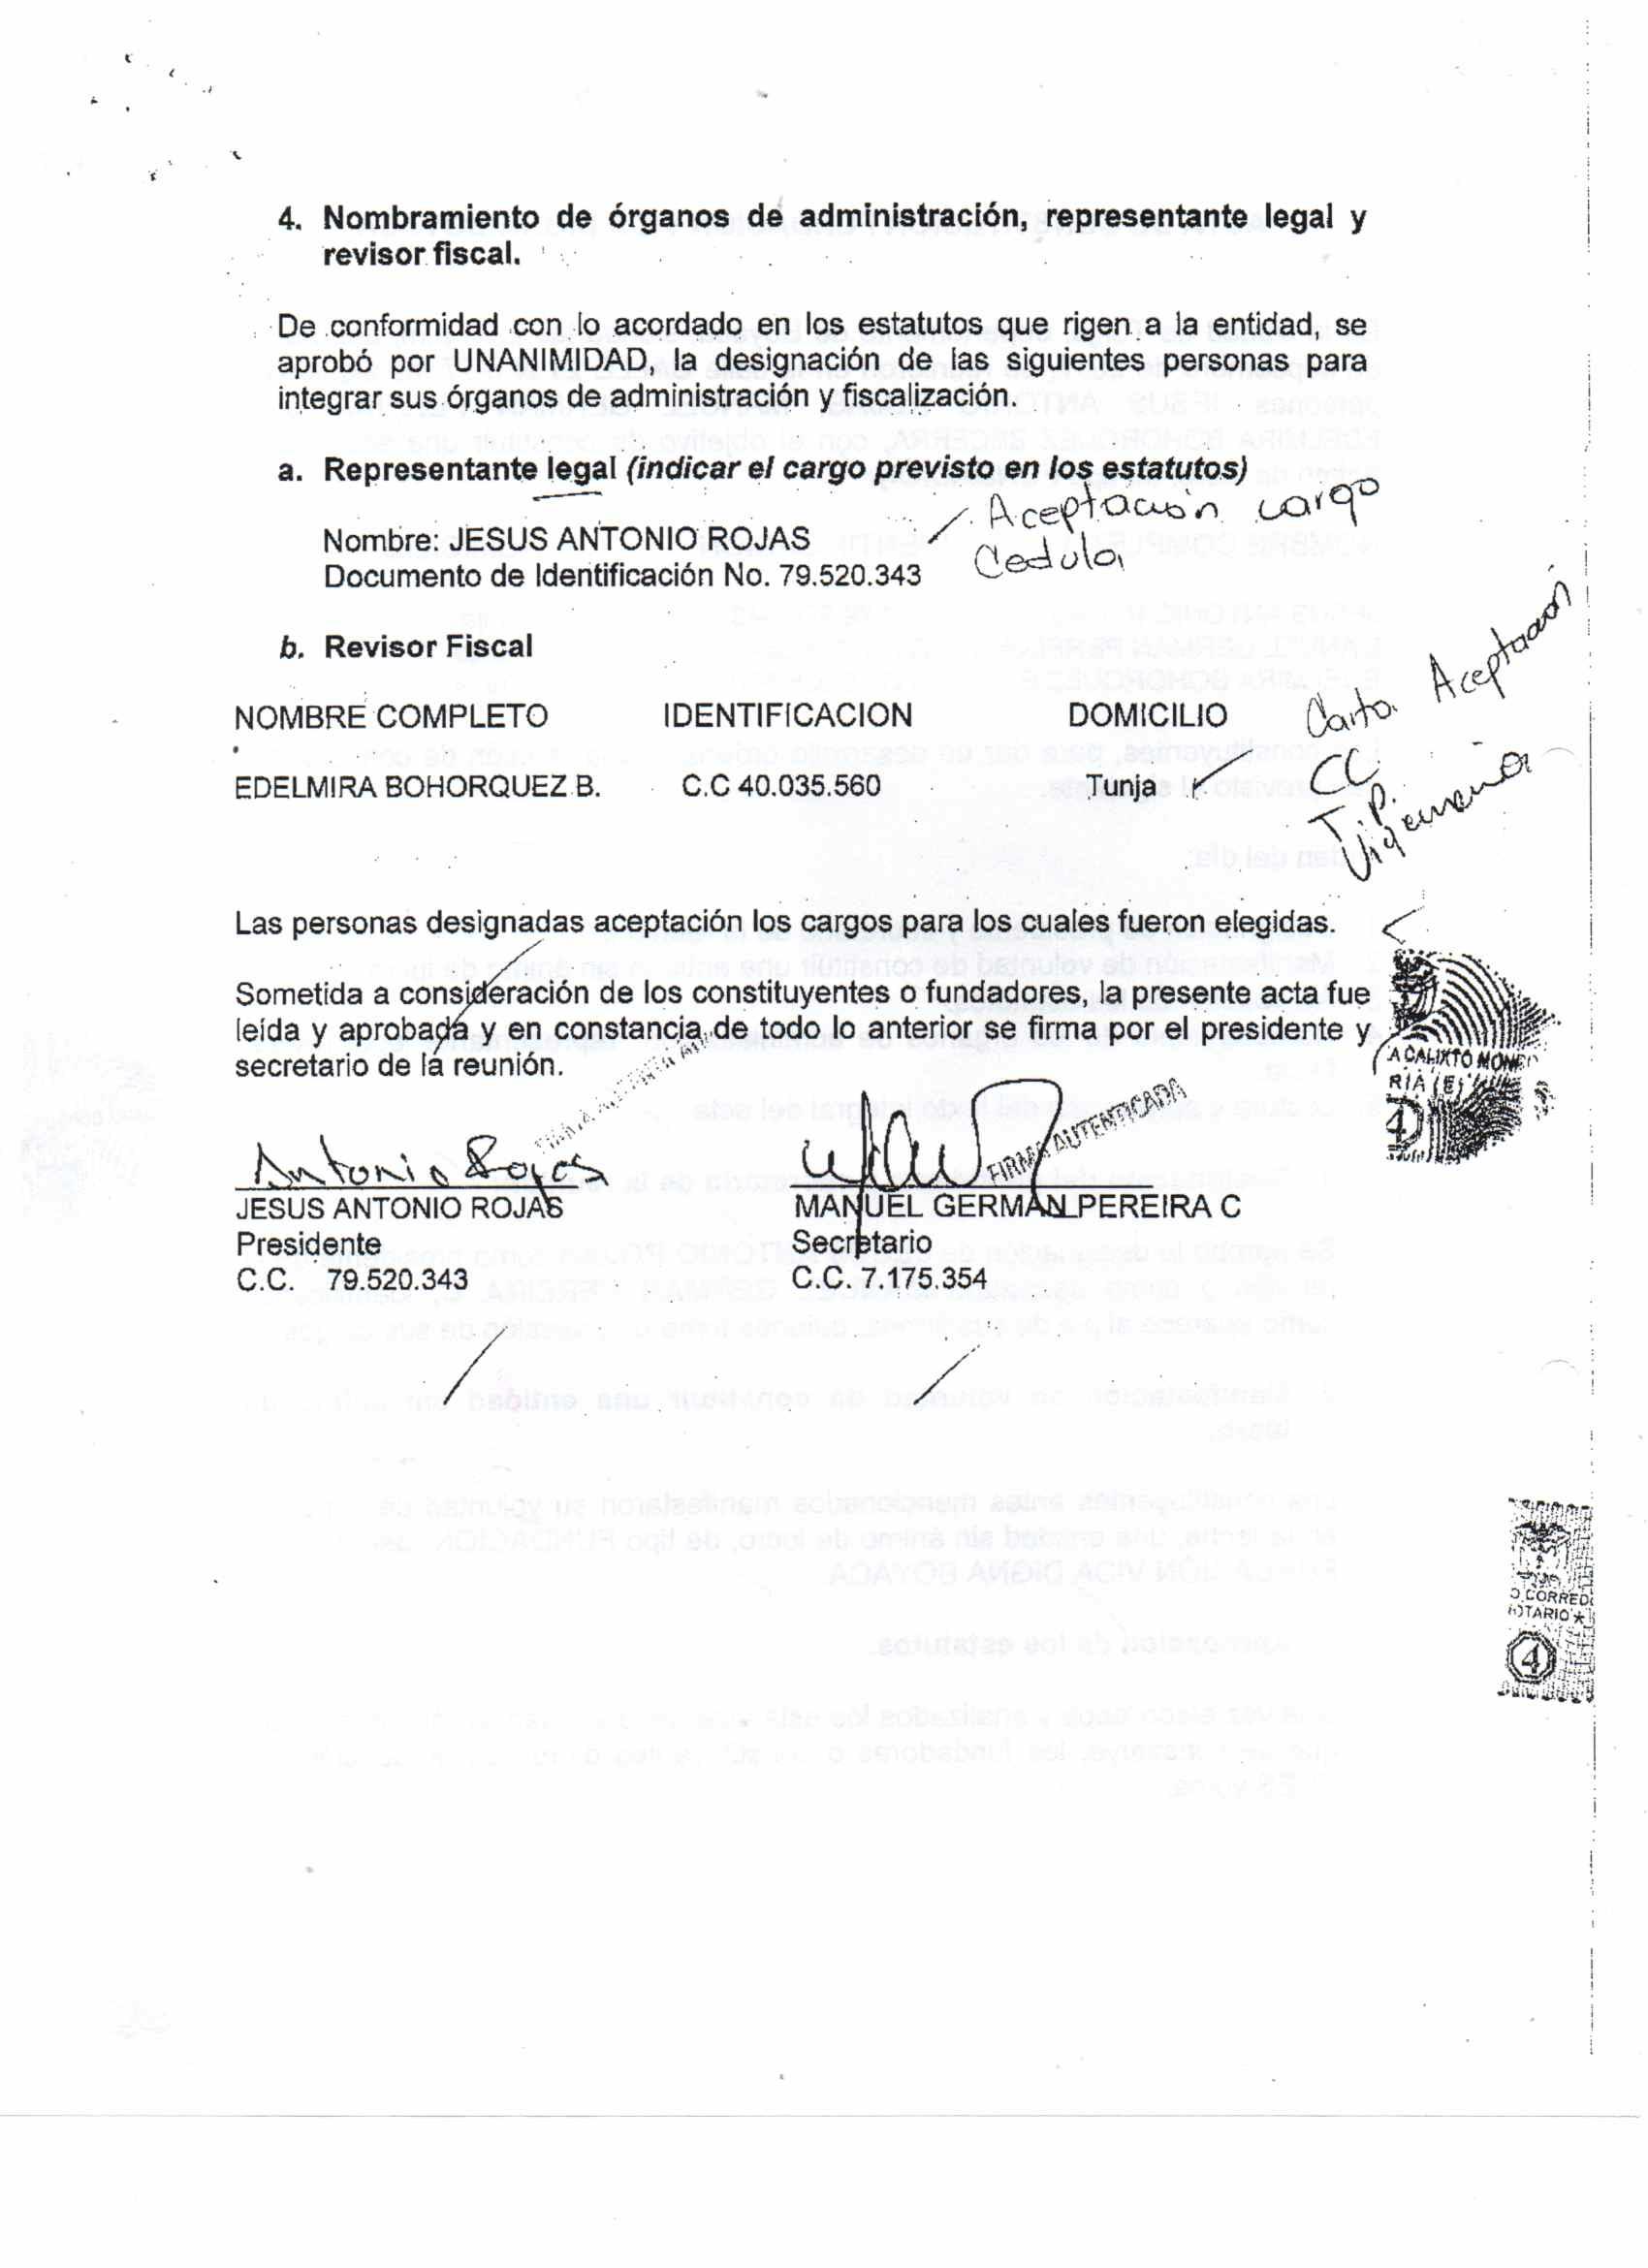 4. Nombramiento de órganos de administración, representante legal y
revisor fiscal.
De conformidad con lo acordado en los estatutos que rigen a la entidad, se
aprobó por UNANIMIDAD, la designación de las siguientes personas para
integrar sus órganos de administración y fiscalización.
a. Representante legal (indicar el cargo previsto en los estatutos)
Aceptación cargo
Nombre: JESUS ANTONIO ROJAS
Cedula
Documento de Identificación No. 79.520.343
b. Revisor Fiscal
Carta Aceptación
NOMBRE COMPLETO IDENTIFICACION DOMICILIO
CC
EDELMIRA BOHORQUEZ B. C.C 40.035.560 Tunja
T.P.
Vigencia
Las personas designadas aceptación los cargos para los cuales fueron elegidas.
Sometida a consideración de los constituyentes o fundadores, la presente acta fue
leída y aprobada y en constancia de todo lo anterior se firma por el presidente y
secretario de la reunión.
A CALIXTO
RIA (E)
4
FIRMA AUTENTICADA
Antonio Rojas
JESUS ANTONIO ROJAS MANUEL GERMAN PEREIRA C
Presidente Secretario
C.C. 79.520.343 C.C. 7.175.354
O CORRED
OTARIO
4